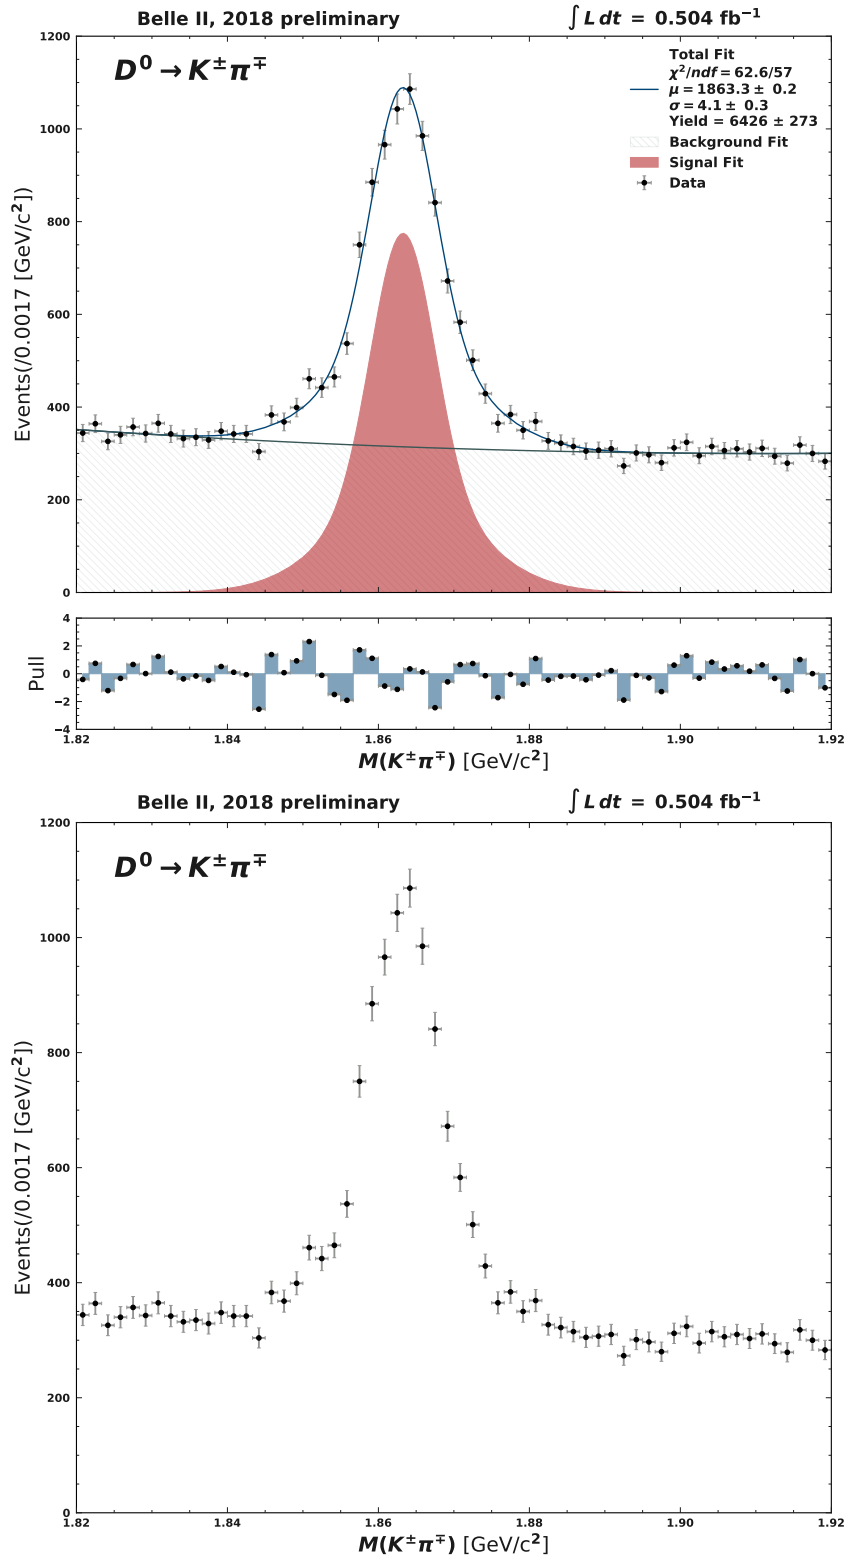 Belle II, 2018 preliminary ∫ L dt = 0.504 fb⁻¹
1200
1000
800
600
400
200
0
Events(/0.0017 [GeV/c²])
D⁰ → K±π∓
Total Fit
χ²/ndf = 62.6/57
μ = 1863.3 ± 0.2
σ = 4.1 ± 0.3
Yield = 6426 ± 273
Background Fit
Signal Fit
Data
4
2
0
−2
−4
Pull
1.82 1.84 1.86 1.88 1.90 1.92
M(K±π∓) [GeV/c²]
Belle II, 2018 preliminary ∫ L dt = 0.504 fb⁻¹
1200
1000
800
600
400
200
0
Events(/0.0017 [GeV/c²])
D⁰ → K±π∓
1.82 1.84 1.86 1.88 1.90 1.92
M(K±π∓) [GeV/c²]